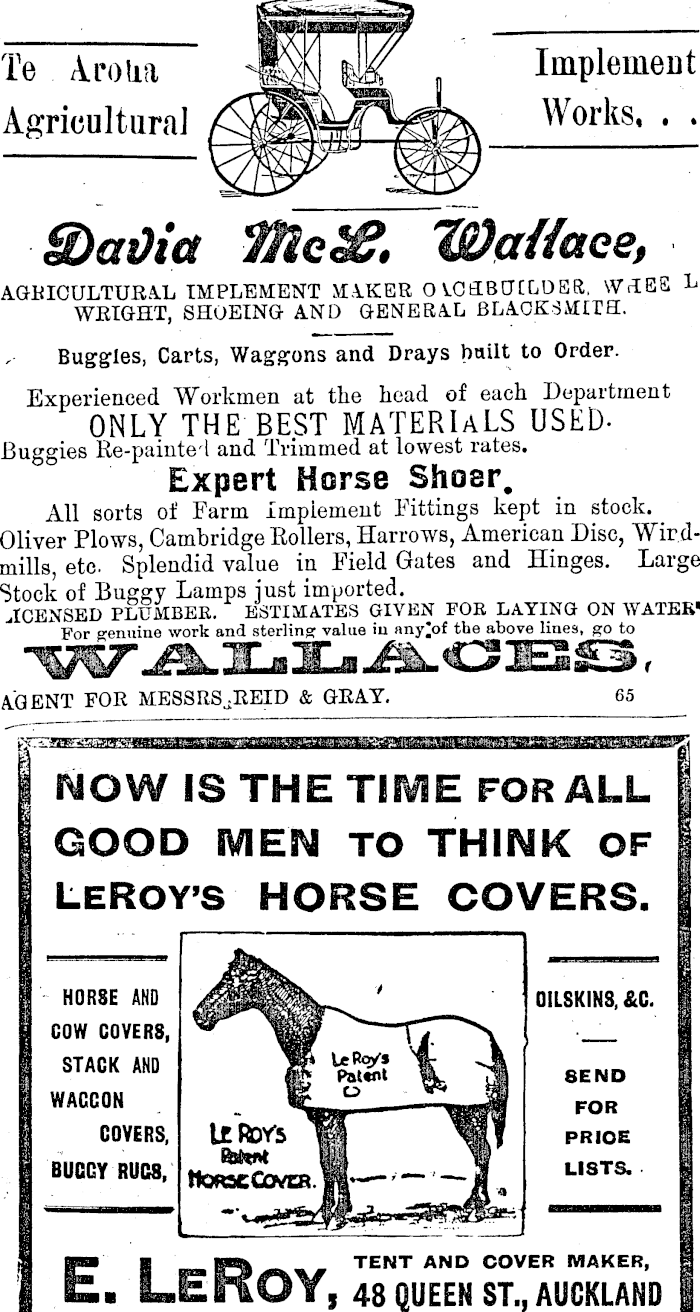 Te Aroha
Agricultural
Implement
Works. . .
David McL. Wallace,
AGRICULTURAL IMPLEMENT MAKER COACHBUILDER, WHEEL
WRIGHT, SHOEING AND GENERAL BLACKSMITH.
Buggies, Carts, Waggons and Drays built to Order.
Experienced Workmen at the head of each Department
ONLY THE BEST MATERIALS USED.
Buggies Re-painted and Trimmed at lowest rates.
Expert Horse Shoer.
All sorts of Farm Implement Fittings kept in stock.
Oliver Plows, Cambridge Rollers, Harrows, American Disc, Wind-
mills, etc. Splendid value in Field Gates and Hinges. Large
Stock of Buggy Lamps just imported.
LICENSED PLUMBER. ESTIMATES GIVEN FOR LAYING ON WATER
For genuine work and sterling value in any of the above lines, go to
WALLACES,
AGENT FOR MESSRS. REID & GRAY. 65
NOW IS THE TIME FOR ALL
GOOD MEN TO THINK OF
LEROY'S HORSE COVERS.
HORSE AND
COW COVERS,
STACK AND
WAGGON
COVERS,
BUGGY RUGS,
LeRoy's
Patent
LE ROY'S
Patent
HORSE COVER.
OILSKINS, &C.
SEND
FOR
PRICE
LISTS.
E. LEROY,
TENT AND COVER MAKER,
48 QUEEN ST., AUCKLAND